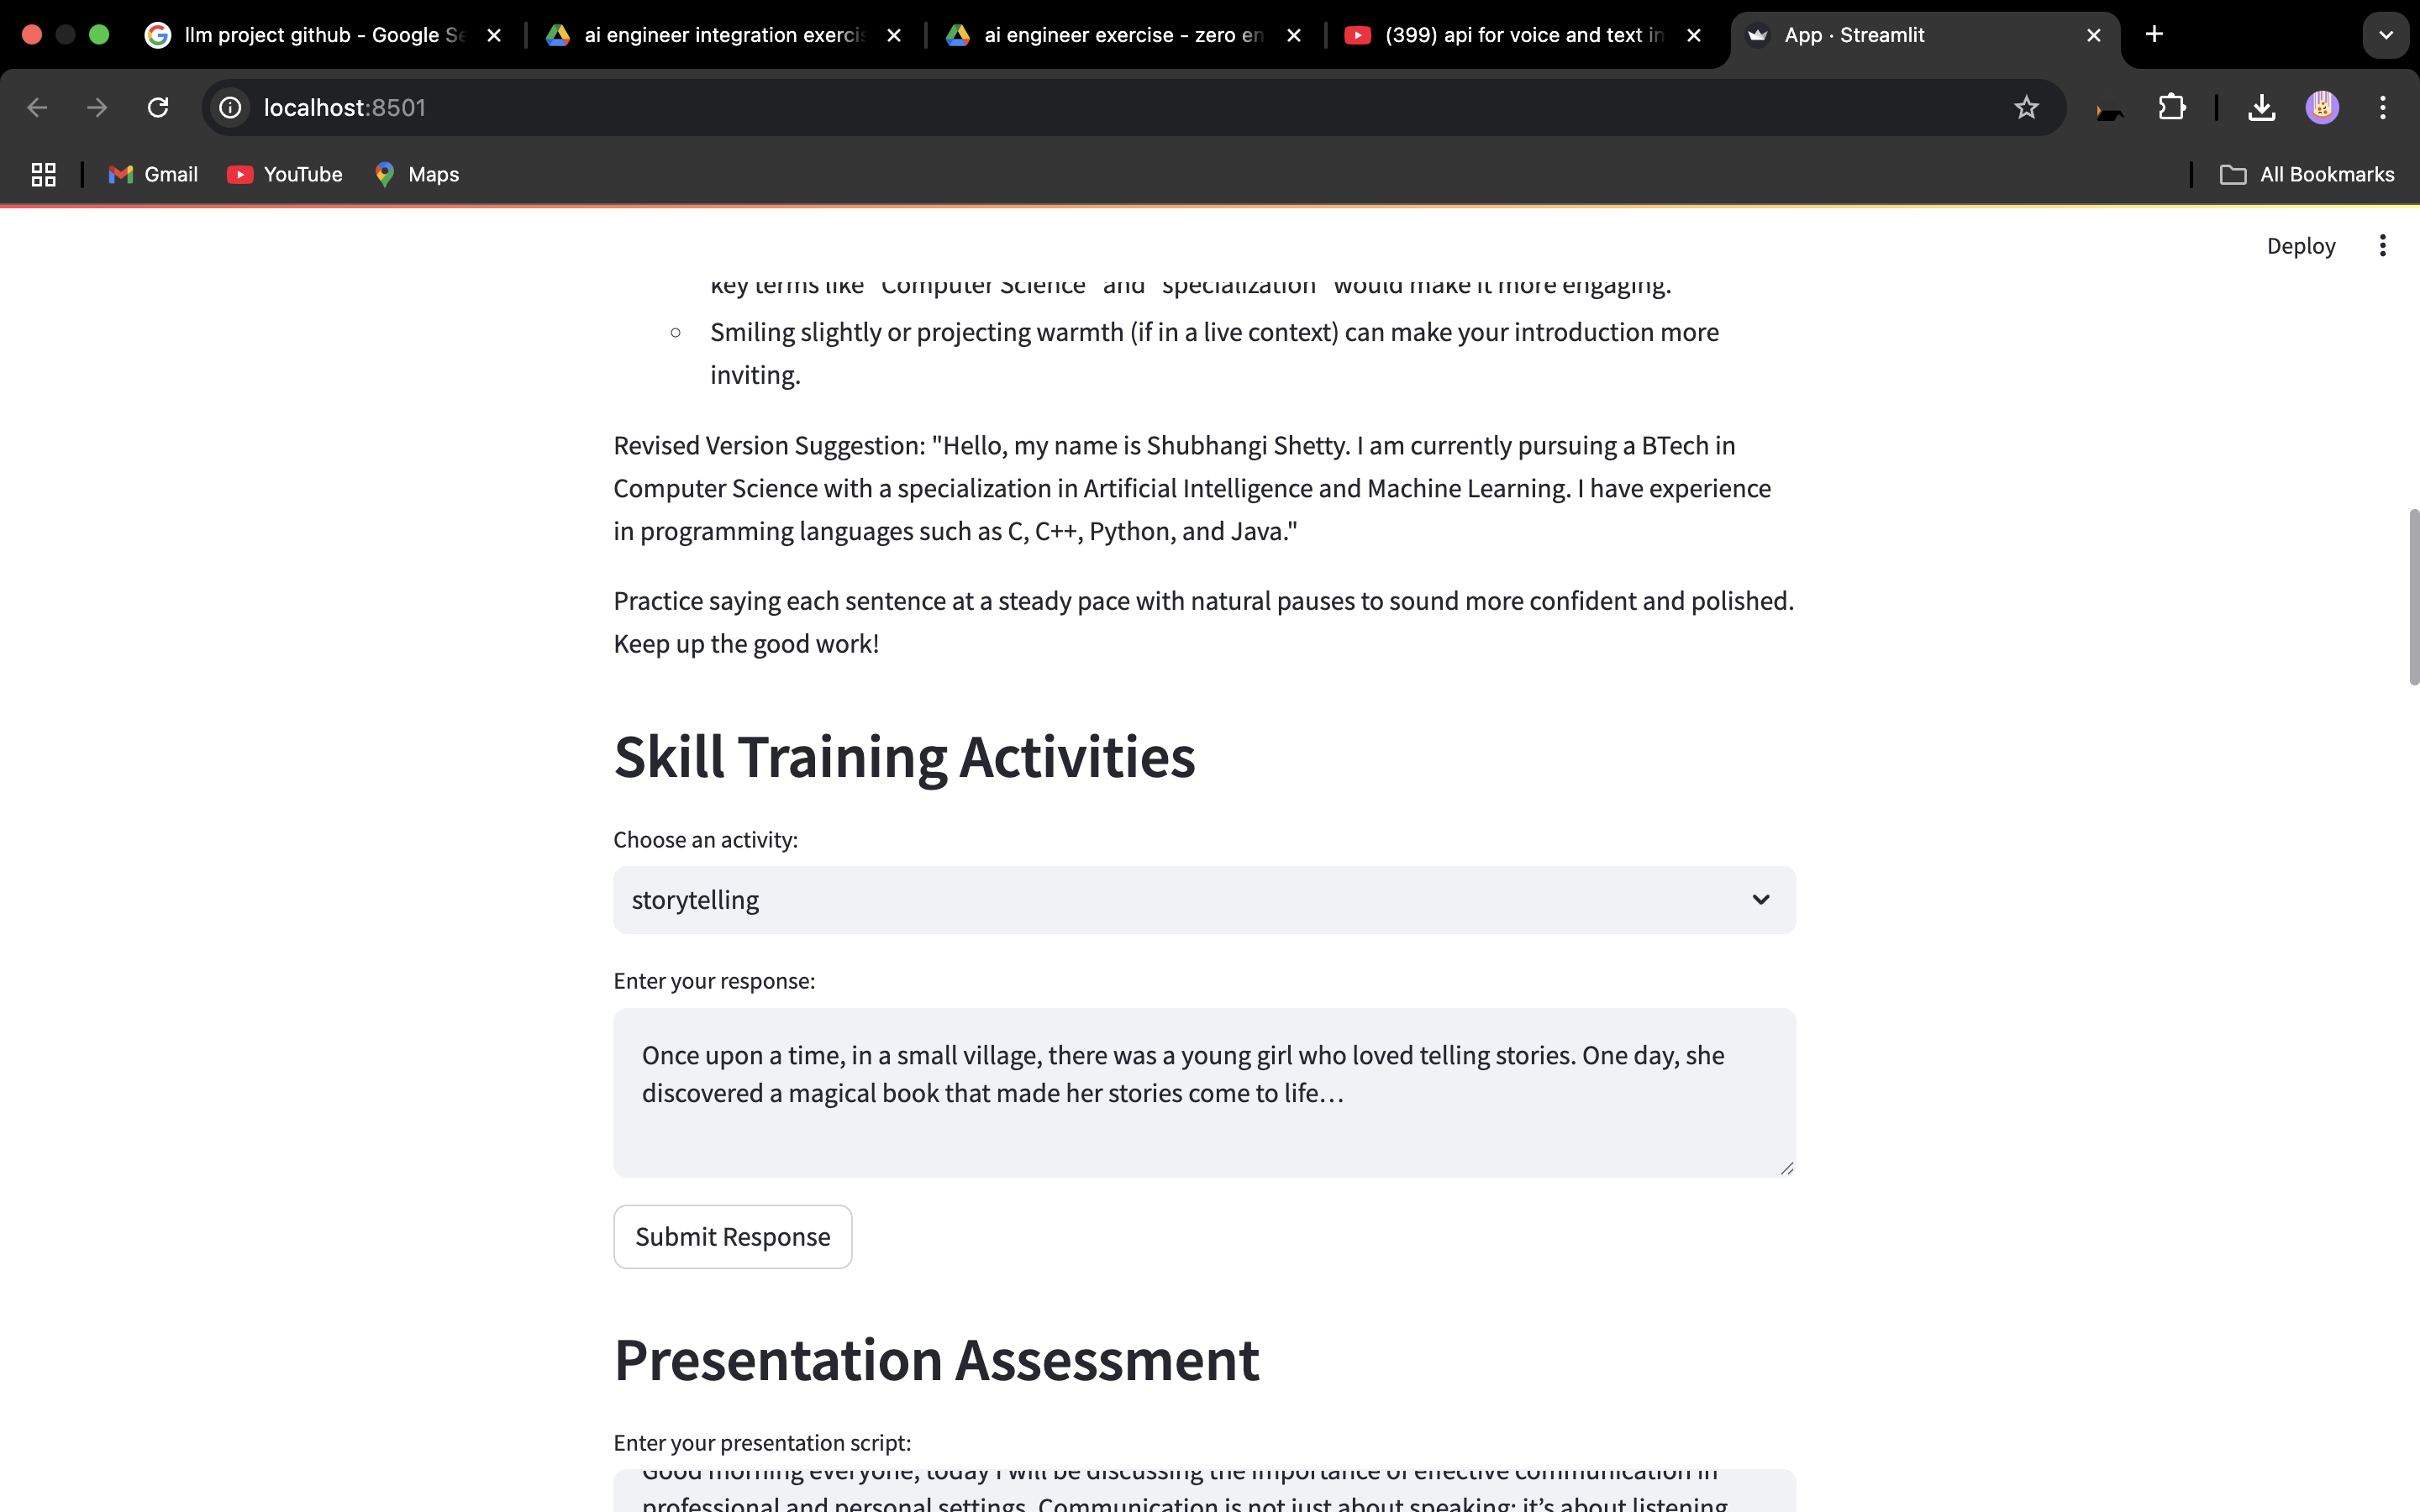 llm project github - Google Se
ai engineer integration exercis
ai engineer exercise - zero en
(399) api for voice and text in
App · Streamlit
localhost:8501
Gmail
YouTube
Maps
All Bookmarks
Deploy
key terms like "Computer Science" and "specialization" would make it more engaging.
Smiling slightly or projecting warmth (if in a live context) can make your introduction more
inviting.
Revised Version Suggestion: "Hello, my name is Shubhangi Shetty. I am currently pursuing a BTech in
Computer Science with a specialization in Artificial Intelligence and Machine Learning. I have experience
in programming languages such as C, C++, Python, and Java."
Practice saying each sentence at a steady pace with natural pauses to sound more confident and polished.
Keep up the good work!
Skill Training Activities
Choose an activity:
storytelling
Enter your response:
Once upon a time, in a small village, there was a young girl who loved telling stories. One day, she
discovered a magical book that made her stories come to life…
Submit Response
Presentation Assessment
Enter your presentation script:
Good morning everyone, today I will be discussing the importance of effective communication in
professional and personal settings. Communication is not just about speaking; it's about listening